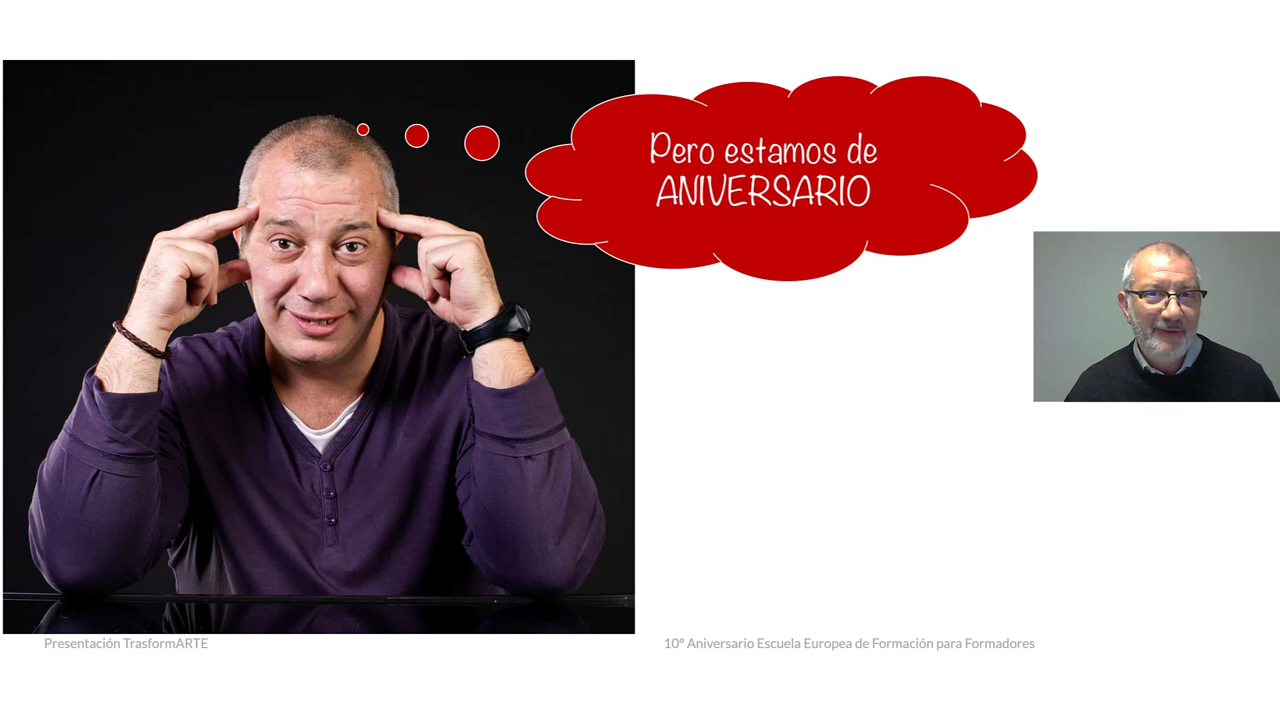 Pero estamos de
ANIVERSARIO
Presentación TrasformARTE
10º Aniversario Escuela Europea de Formación para Formadores